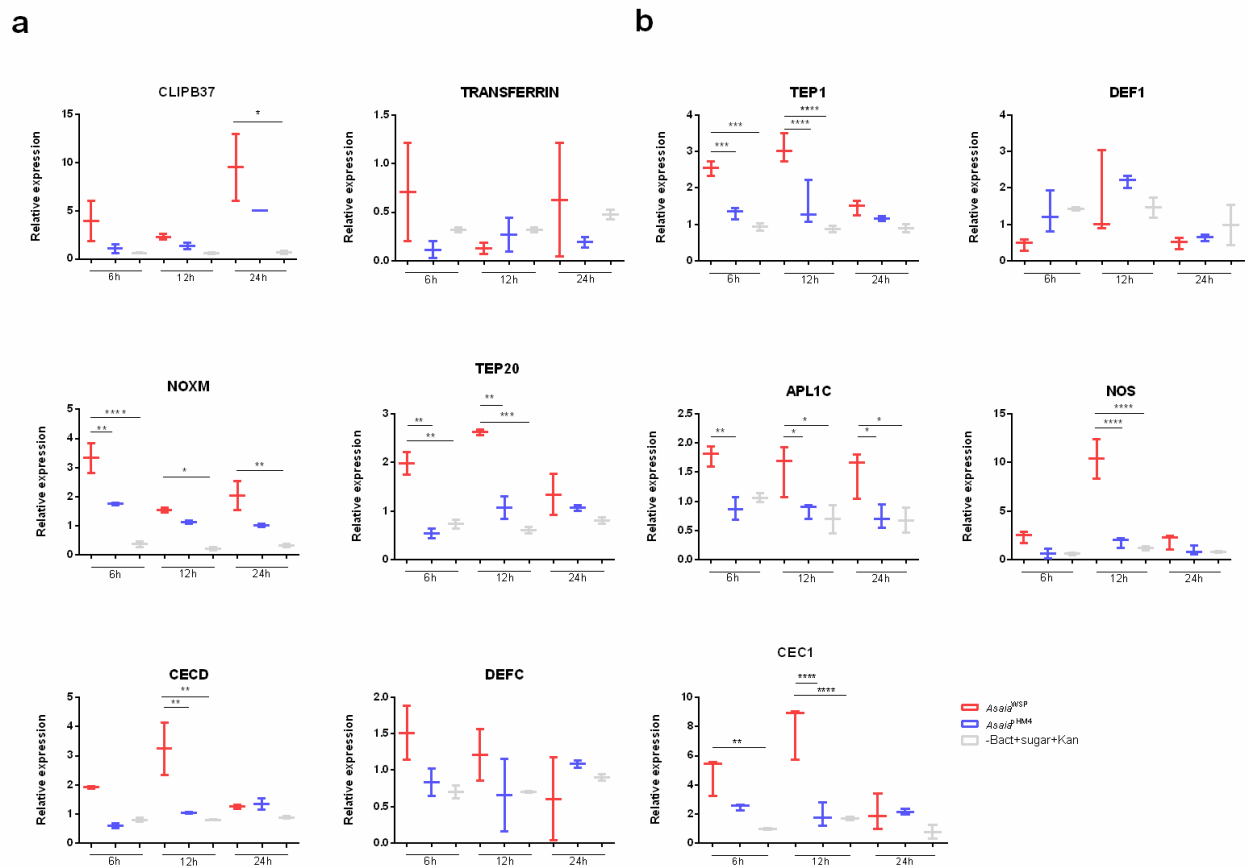 a
b
CLIPB37
Relative expression
15
10
5
0
6h
12h
24h
*
TRANSFERRIN
Relative expression
1.5
1.0
0.5
0.0
6h
12h
24h
TEP1
Relative expression
4
3
2
1
0
6h
12h
24h
***
***
****
****
DEF1
Relative expression
4
3
2
1
0
6h
12h
24h
NOXM
Relative expression
5
4
3
2
1
0
6h
12h
24h
****
**
*
**
TEP20
Relative expression
3
2
1
0
6h
12h
24h
**
**
**
***
APL1C
Relative expression
2.5
2.0
1.5
1.0
0.5
0.0
6h
12h
24h
**
*
*
*
*
NOS
Relative expression
15
10
5
0
6h
12h
24h
****
****
CECD
Relative expression
5
4
3
2
1
0
6h
12h
24h
**
**
DEFC
Relative expression
2.0
1.5
1.0
0.5
0.0
6h
12h
24h
CEC1
Relative expression
10
8
6
4
2
0
6h
12h
24h
**
****
****
Asaia WSP
Asaia pHM4
-Bact+sugar+Kan